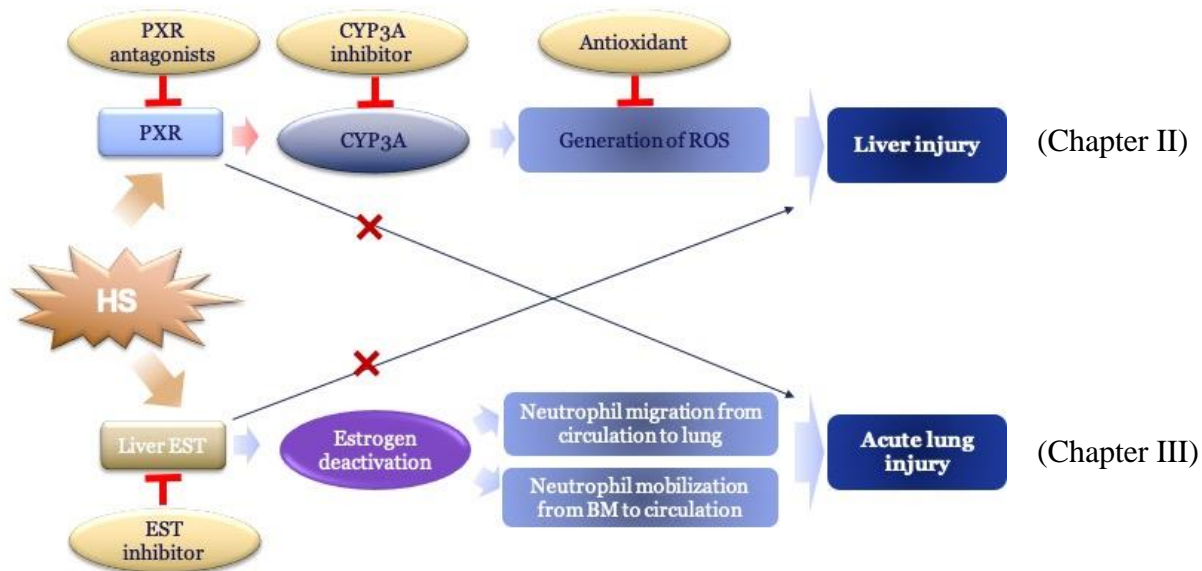 PXR
antagonists
CYP3A
inhibitor
Antioxidant
PXR
CYP3A
Generation of ROS
Liver injury
(Chapter II)
HS
Liver EST
Estrogen
deactivation
Neutrophil migration from
circulation to lung
Neutrophil mobilization
from BM to circulation
Acute lung
injury
(Chapter III)
EST
inhibitor